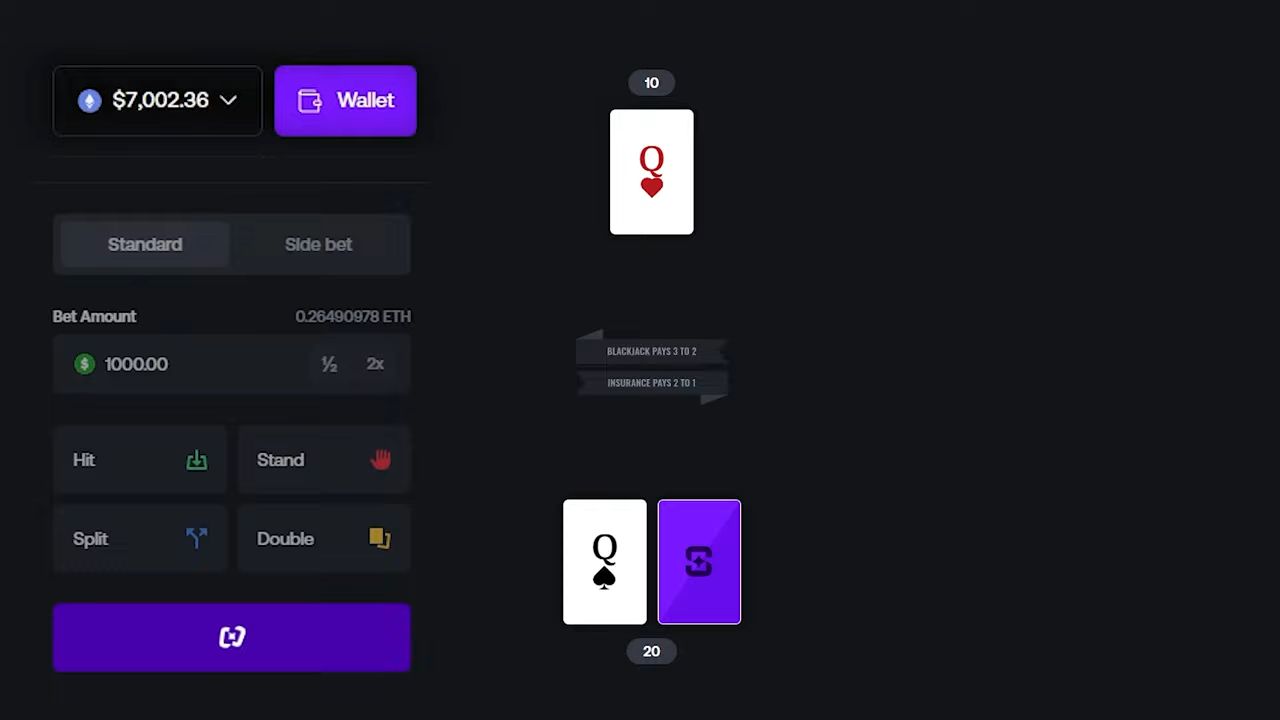 $7,002.36
Wallet
Standard
Side bet
Bet Amount
0.26490978 ETH
$ 1000.00
½
2x
Hit
Stand
Split
Double
10
Q
BLACKJACK PAYS 3 TO 2
INSURANCE PAYS 2 TO 1
Q
20